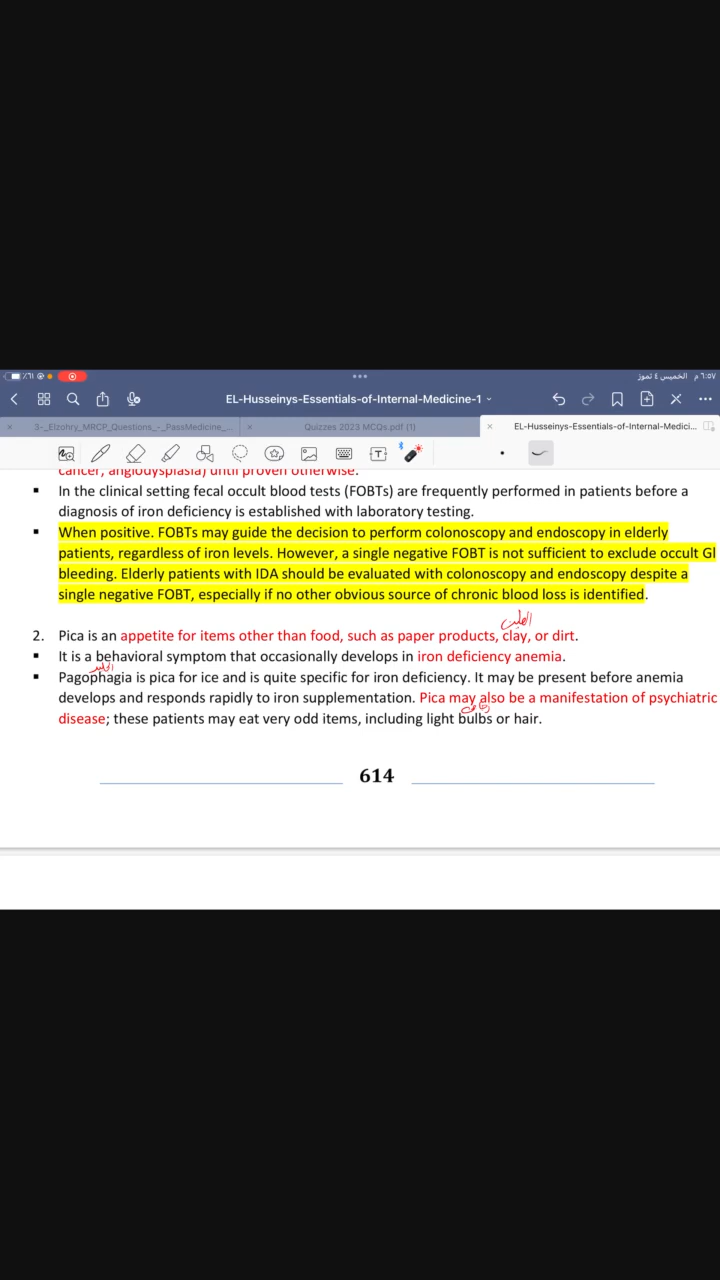 ٪٦١
٦:٥٧ م الخميس ٤ تموز
EL-Husseinys-Essentials-of-Internal-Medicine-1
3-_Elzohry_MRCP_Questions_-_PassMedicine_...
Quizzes 2023 MCQs.pdf (1)
EL-Husseinys-Essentials-of-Internal-Medici...
cancer, angiodysplasia) until proven otherwise.
▪ In the clinical setting fecal occult blood tests (FOBTs) are frequently performed in patients before a
diagnosis of iron deficiency is established with laboratory testing.
▪ When positive. FOBTs may guide the decision to perform colonoscopy and endoscopy in elderly
patients, regardless of iron levels. However, a single negative FOBT is not sufficient to exclude occult GI
bleeding. Elderly patients with IDA should be evaluated with colonoscopy and endoscopy despite a
single negative FOBT, especially if no other obvious source of chronic blood loss is identified.
الطين
2. Pica is an appetite for items other than food, such as paper products, clay, or dirt.
▪ It is a behavioral symptom that occasionally develops in iron deficiency anemia.
الجليد
▪ Pagophagia is pica for ice and is quite specific for iron deficiency. It may be present before anemia
develops and responds rapidly to iron supplementation. Pica may also be a manifestation of psychiatric
disease; these patients may eat very odd items, including light bulbs or hair.
614